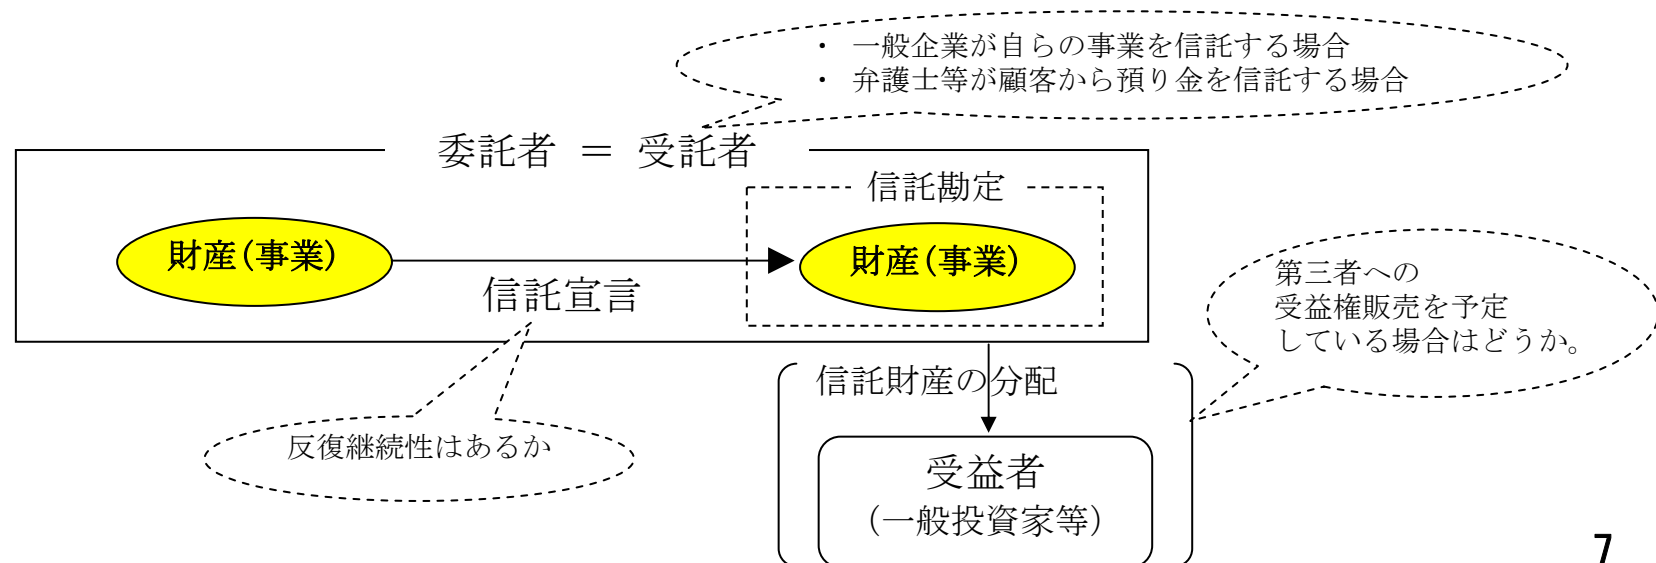 ・ 一般企業が自らの事業を信託する場合
・ 弁護士等が顧客から預り金を信託する場合
委託者 ＝ 受託者
信託勘定
財産(事業)
財産(事業)
信託宣言
第三者への
受益権販売を予定
している場合はどうか。
信託財産の分配
反復継続性はあるか
受益者
(一般投資家等)
7